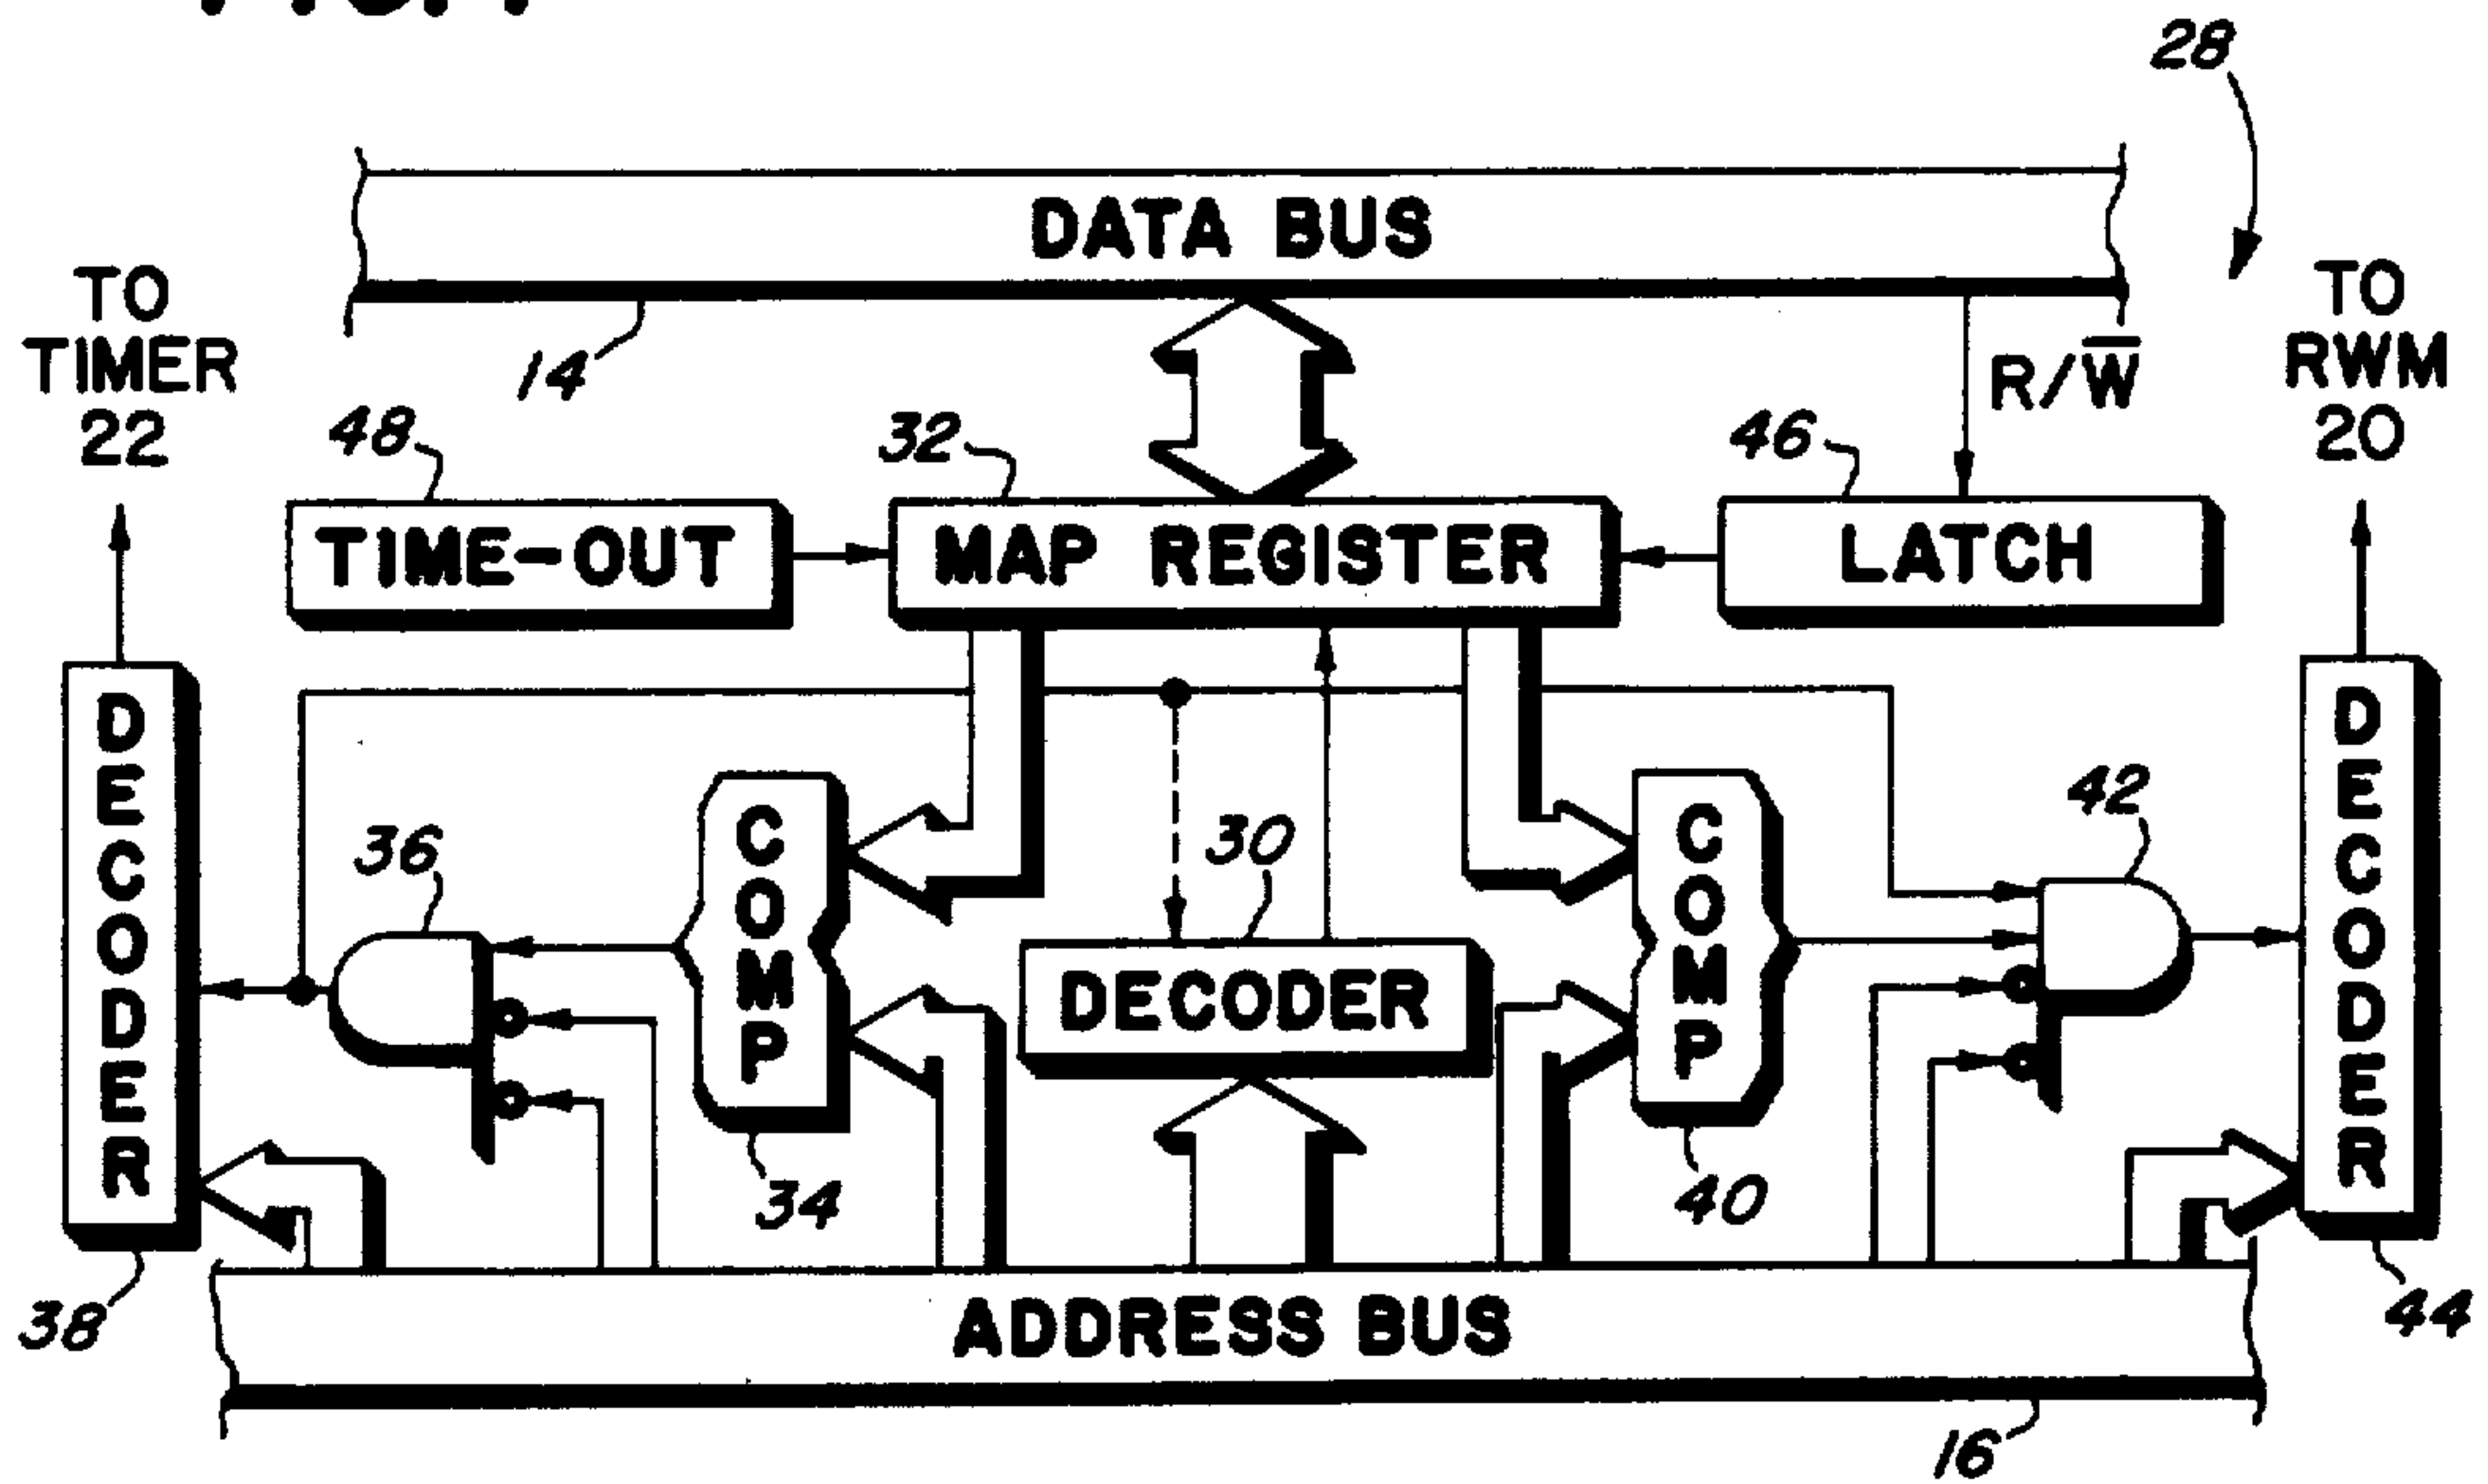 28
DATA BUS
TO
TIMER
22
TO
RWM
20
14
R/W̅
48
32
46
TIME-OUT
MAP REGISTER
LATCH
DECODER
COMP
36
30
COMP
42
DECODER
DECODER
34
40
38
44
ADDRESS BUS
16